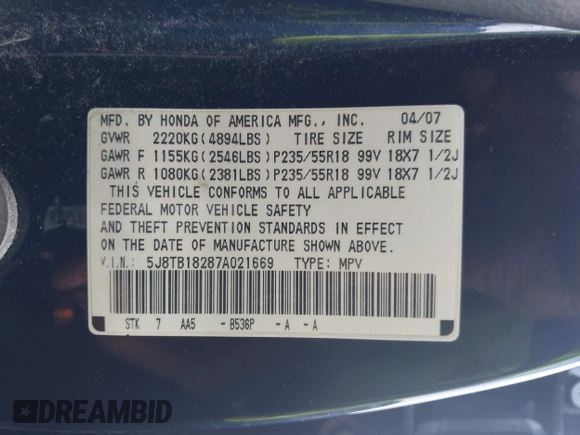 MFD. BY HONDA OF AMERICA MFG., INC. 04/07
GVWR 2220KG(4894LBS) TIRE SIZE RIM SIZE
GAWR F 1155KG(2546LBS)P235/55R18 99V 18X7 1/2J
GAWR R 1080KG(2381LBS)P235/55R18 99V 18X7 1/2J
THIS VEHICLE CONFORMS TO ALL APPLICABLE
FEDERAL MOTOR VEHICLE SAFETY
AND THEFT PREVENTION STANDARDS IN EFFECT
ON THE DATE OF MANUFACTURE SHOWN ABOVE.
V.I.N.: 5J8TB18287A021669 TYPE: MPV
STK 7 AA5 -B536P -A -A
DREAMBID